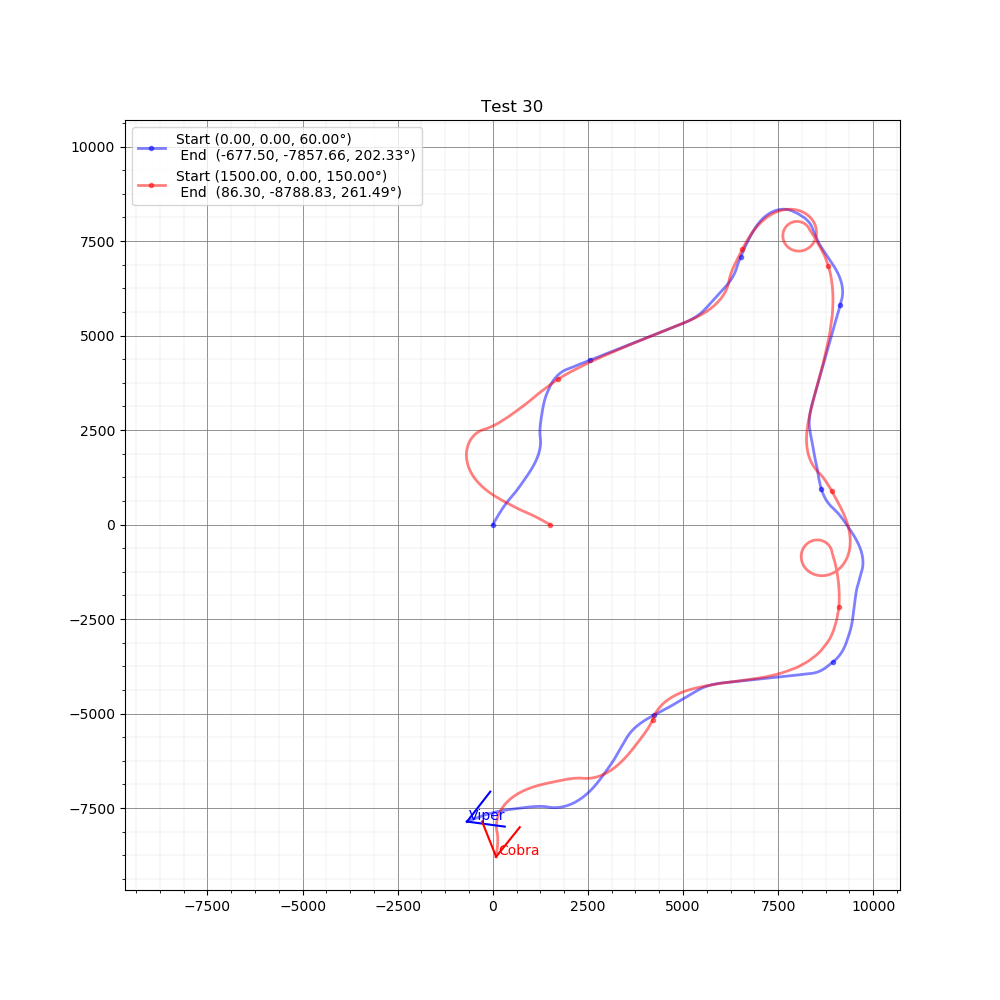 Test 30
Start (0.00, 0.00, 60.00°)
End (-677.50, -7857.66, 202.33°)
Start (1500.00, 0.00, 150.00°)
End (86.30, -8788.83, 261.49°)
10000
7500
5000
2500
0
−2500
−5000
−7500
Viper
Cobra
−7500 −5000 −2500 0 2500 5000 7500 10000